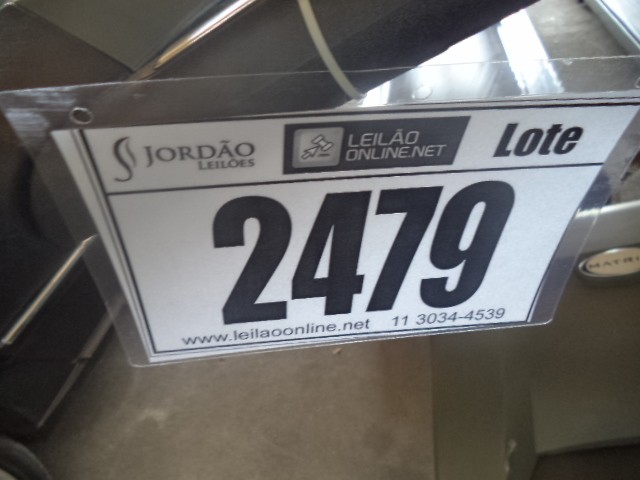 JORDÃO
LEILÕES
LEILÃO
ONLINE.NET
Lote
2479
www.leilaoonline.net 11 3034-4539